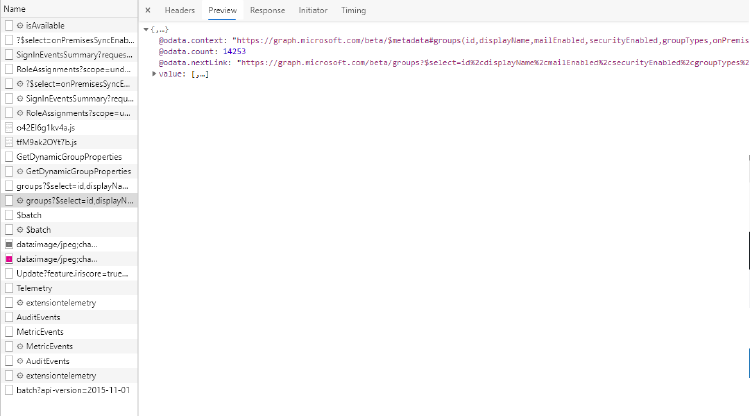 Name
isAvailable
?$select=onPremisesSyncEnab...
SignInEventsSummary?reques...
RoleAssignments?scope=und...
?$select=onPremisesSyncE...
SignInEventsSummary?requ...
RoleAssignments?scope=u...
o42EI6g1kv4a.js
tfM9ak2OYt7b.js
GetDynamicGroupProperties
GetDynamicGroupProperties
groups?$select=id,displayNa...
groups?$select=id,displayN...
$batch
$batch
data:image/jpeg;cha...
data:image/jpeg;cha...
Update?feature.iriscore=true...
Telemetry
extensiontelemetry
AuditEvents
MetricEvents
MetricEvents
AuditEvents
extensiontelemetry
batch?api-version=2015-11-01
Headers Preview Response Initiator Timing
{,…}
@odata.context: "https://graph.microsoft.com/beta/$metadata#groups(id,displayName,mailEnabled,securityEnabled,groupTypes,onPremis
@odata.count: 14253
@odata.nextLink: "https://graph.microsoft.com/beta/groups?$select=id%2cdisplayName%2cmailEnabled%2csecurityEnabled%2cgroupTypes%2
value: [,…]